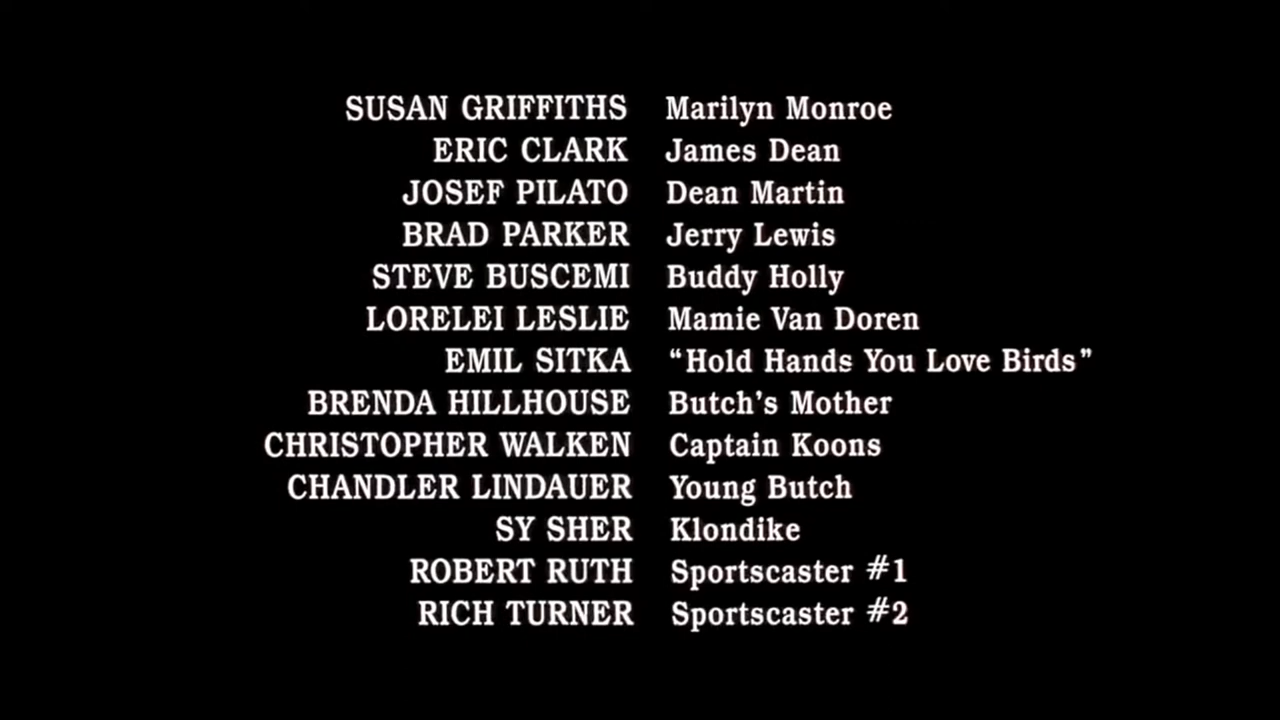 SUSAN GRIFFITHS Marilyn Monroe
ERIC CLARK James Dean
JOSEF PILATO Dean Martin
BRAD PARKER Jerry Lewis
STEVE BUSCEMI Buddy Holly
LORELEI LESLIE Mamie Van Doren
EMIL SITKA “Hold Hands You Love Birds”
BRENDA HILLHOUSE Butch’s Mother
CHRISTOPHER WALKEN Captain Koons
CHANDLER LINDAUER Young Butch
SY SHER Klondike
ROBERT RUTH Sportscaster #1
RICH TURNER Sportscaster #2